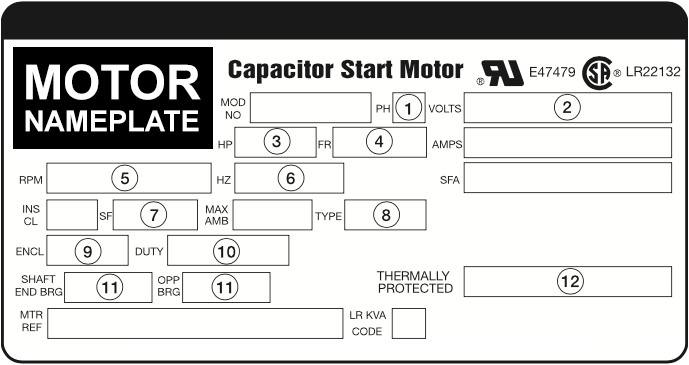 MOTOR
NAMEPLATE
Capacitor Start Motor ® RU E47479 SA ® LR22132
MOD
NO
PH 1 VOLTS 2
HP 3 FR 4 AMPS
RPM 5 HZ 6 SFA
INS
CL
SF 7 MAX
AMB
TYPE 8
ENCL 9 DUTY 10
SHAFT
END BRG 11 OPP
BRG 11
THERMALLY
PROTECTED 12
MTR
REF
LR KVA
CODE